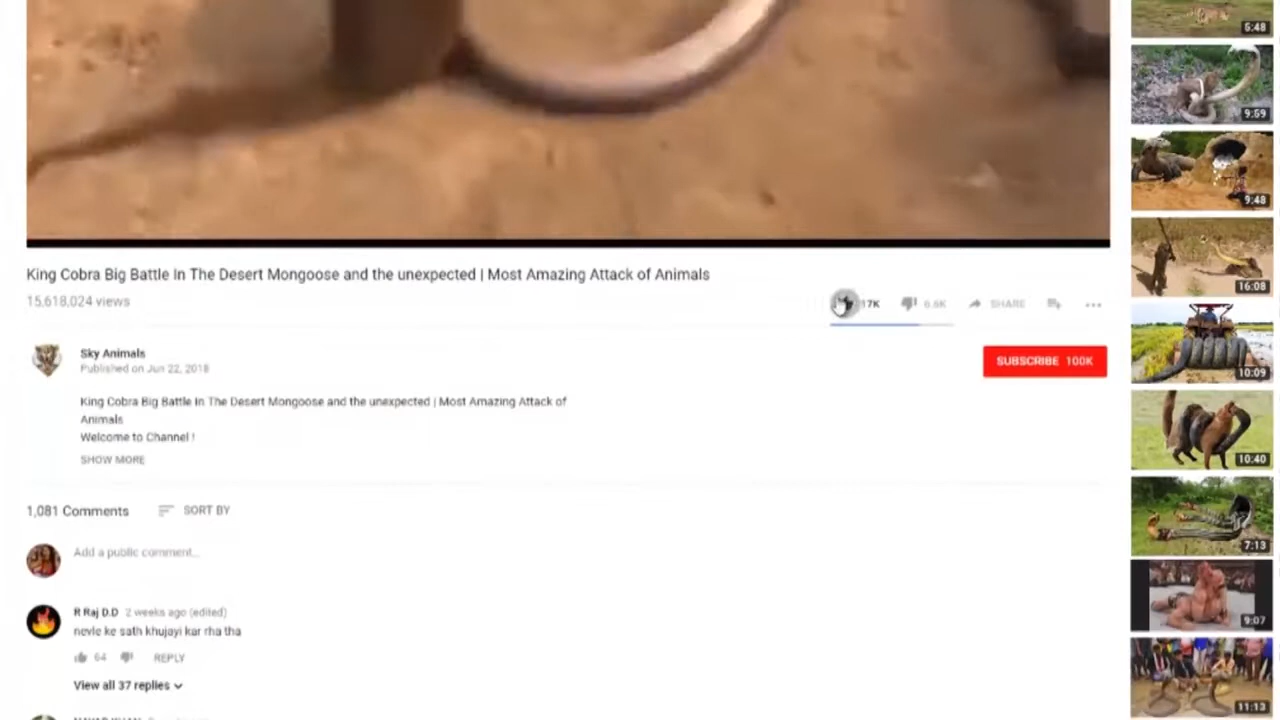 5:48
9:59
9:48
16:08
King Cobra Big Battle In The Desert Mongoose and the unexpected | Most Amazing Attack of Animals
15,618,024 views
17K
6.6K
SHARE
Sky Animals
Published on Jun 22, 2018
SUBSCRIBE 100K
10:09
King Cobra Big Battle In The Desert Mongoose and the unexpected | Most Amazing Attack of
Animals
Welcome to Channel !
SHOW MORE
10:40
1,081 Comments
SORT BY
Add a public comment...
7:13
R Raj D.D 2 weeks ago (edited)
nevle ke sath khujayi kar rha tha
64
REPLY
9:07
View all 37 replies
11:13